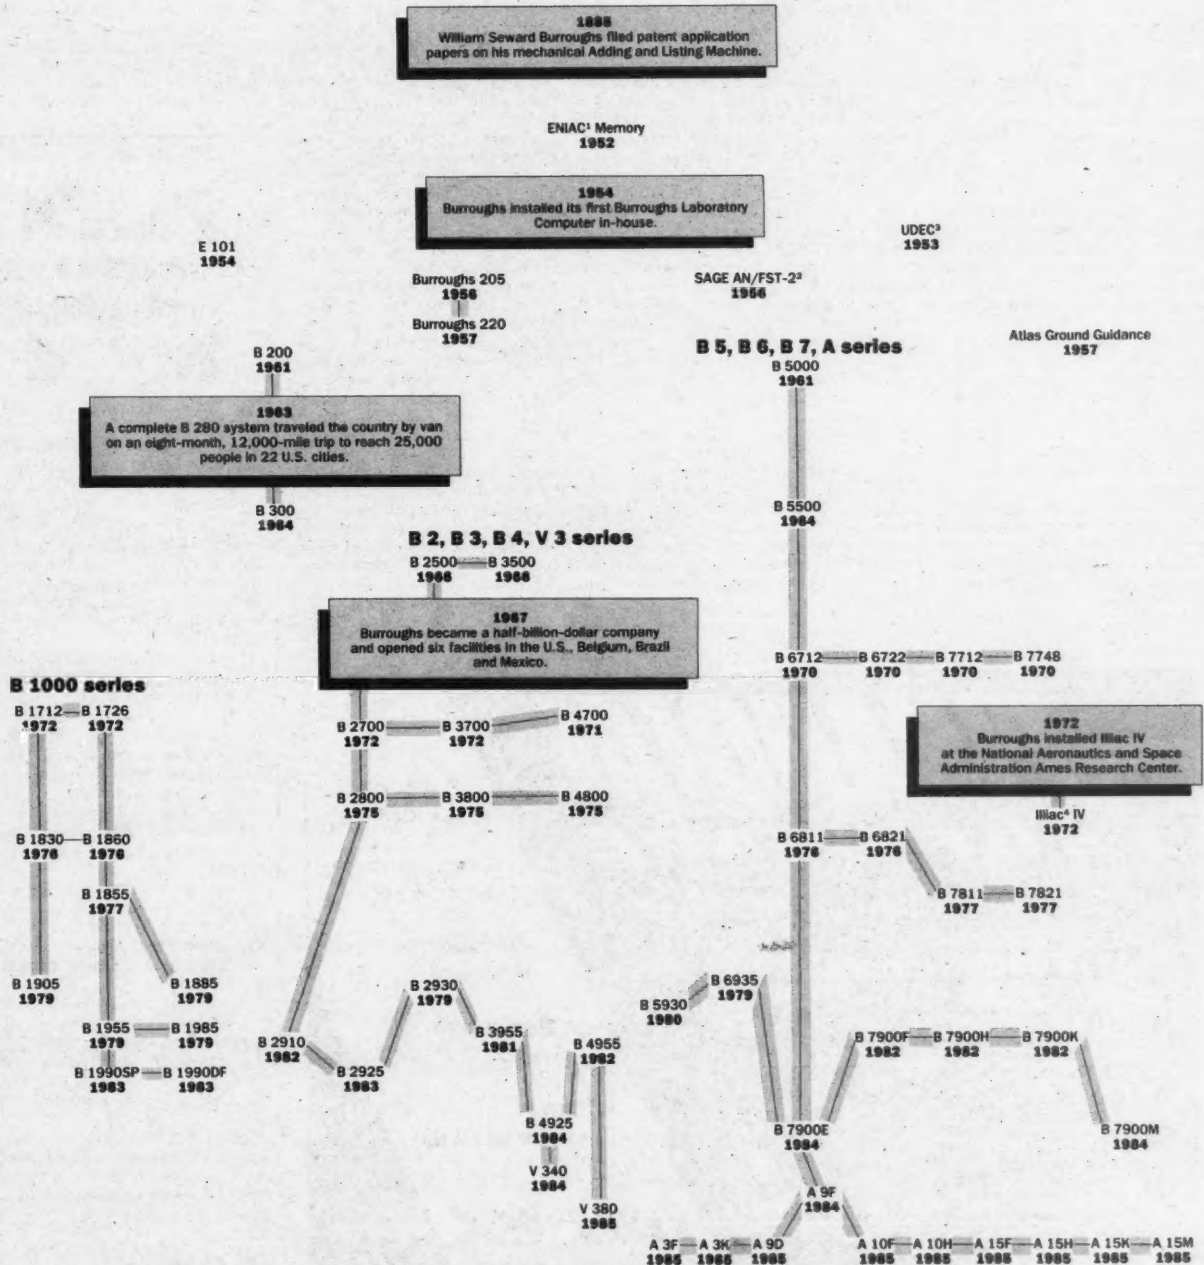 1885
William Seward Burroughs filed patent application
papers on his mechanical Adding and Listing Machine.
ENIAC¹ Memory
1952
1954
Burroughs installed its first Burroughs Laboratory
Computer in-house.
UDEC³
1953
E 101
1954
Burroughs 205
1956
SAGE AN/FST-2²
1956
Burroughs 220
1957
Atlas Ground Guidance
1957
B 200
1961
B 5, B 6, B 7, A series
B 5000
1961
1963
A complete B 280 system traveled the country by van
on an eight-month, 12,000-mile trip to reach 25,000
people in 22 U.S. cities.
B 300
1964
B 5500
1964
B 2, B 3, B 4, V 3 series
B 2500 B 3500
1966 1966
1967
Burroughs became a half-billion-dollar company
and opened six facilities in the U.S., Belgium, Brazil
and Mexico.
B 6712 B 6722 B 7712 B 7748
1970 1970 1970 1970
B 1000 series
B 1712 B 1726
1972 1972
B 2700 B 3700 B 4700
1972 1972 1971
1972
Burroughs installed Illiac IV
at the National Aeronautics and Space
Administration Ames Research Center.
Illiac⁴ IV
1972
B 2800 B 3800 B 4800
1975 1975 1975
B 1830 B 1860
1976 1976
B 6811 B 6821
1976 1976
B 1855
1977
B 7811 B 7821
1977 1977
B 1905 B 1885
1979 1979
B 2930
1979
B 5930 B 6935
1980 1979
B 1955 B 1985
1979 1979
B 2910
1982
B 2925
1983
B 3955
1981
B 4955
1982
B 7900F B 7900H B 7900K
1982 1982 1982
B 1990SP B 1990DF
1983 1983
B 4925
1984
B 7900E
1984
B 7900M
1984
V 340
1984
V 380
1985
A 9F
1984
A 3F A 3K A 9D A 10F A 10H A 15F A 15H A 15K A 15M
1985 1985 1985 1985 1985 1985 1985 1985 1985